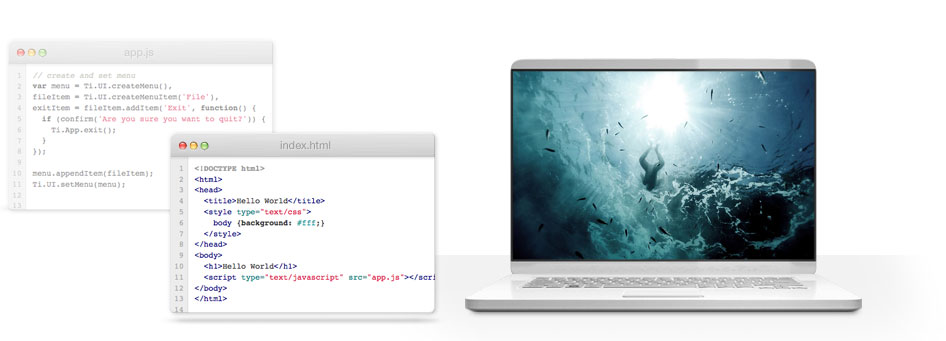 app.js
1 // create and set menu
2 var menu = Ti.UI.createMenu(),
3 fileItem = Ti.UI.createMenuItem('File'),
4 exitItem = fileItem.addItem('Exit', function() {
5 if (confirm('Are you sure you want to quit?')) {
6 Ti.App.exit();
7 }
8 });
9
10 menu.appendItem(fileItem);
11 Ti.UI.setMenu(menu);
12
13
index.html
1 <!DOCTYPE html>
2 <html>
3 <head>
4 <title>Hello World</title>
5 <style type="text/css">
6 body {background: #fff;}
7 </style>
8 </head>
9 <body>
10 <h1>Hello World</h1>
11 <script type="text/javascript" src="app.js"></scri
12 </body>
13 </html>
14